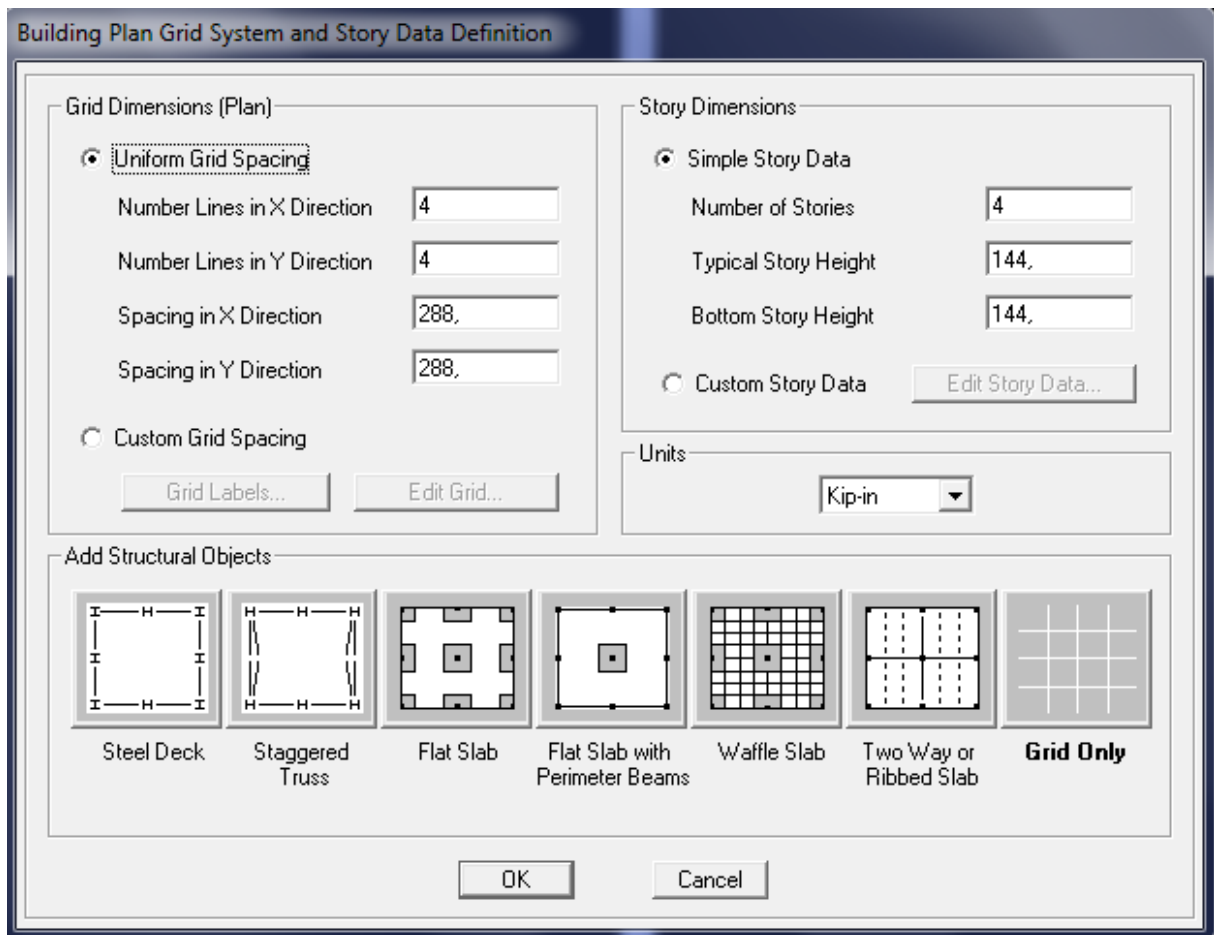 Building Plan Grid System and Story Data Definition
Grid Dimensions (Plan)
Uniform Grid Spacing
Number Lines in X Direction 4
Number Lines in Y Direction 4
Spacing in X Direction 288,
Spacing in Y Direction 288,
Custom Grid Spacing
Grid Labels... Edit Grid...
Story Dimensions
Simple Story Data
Number of Stories 4
Typical Story Height 144,
Bottom Story Height 144,
Custom Story Data Edit Story Data...
Units
Kip-in
Add Structural Objects
Steel Deck
Staggered
Truss
Flat Slab
Flat Slab with
Perimeter Beams
Waffle Slab
Two Way or
Ribbed Slab
Grid Only
OK Cancel